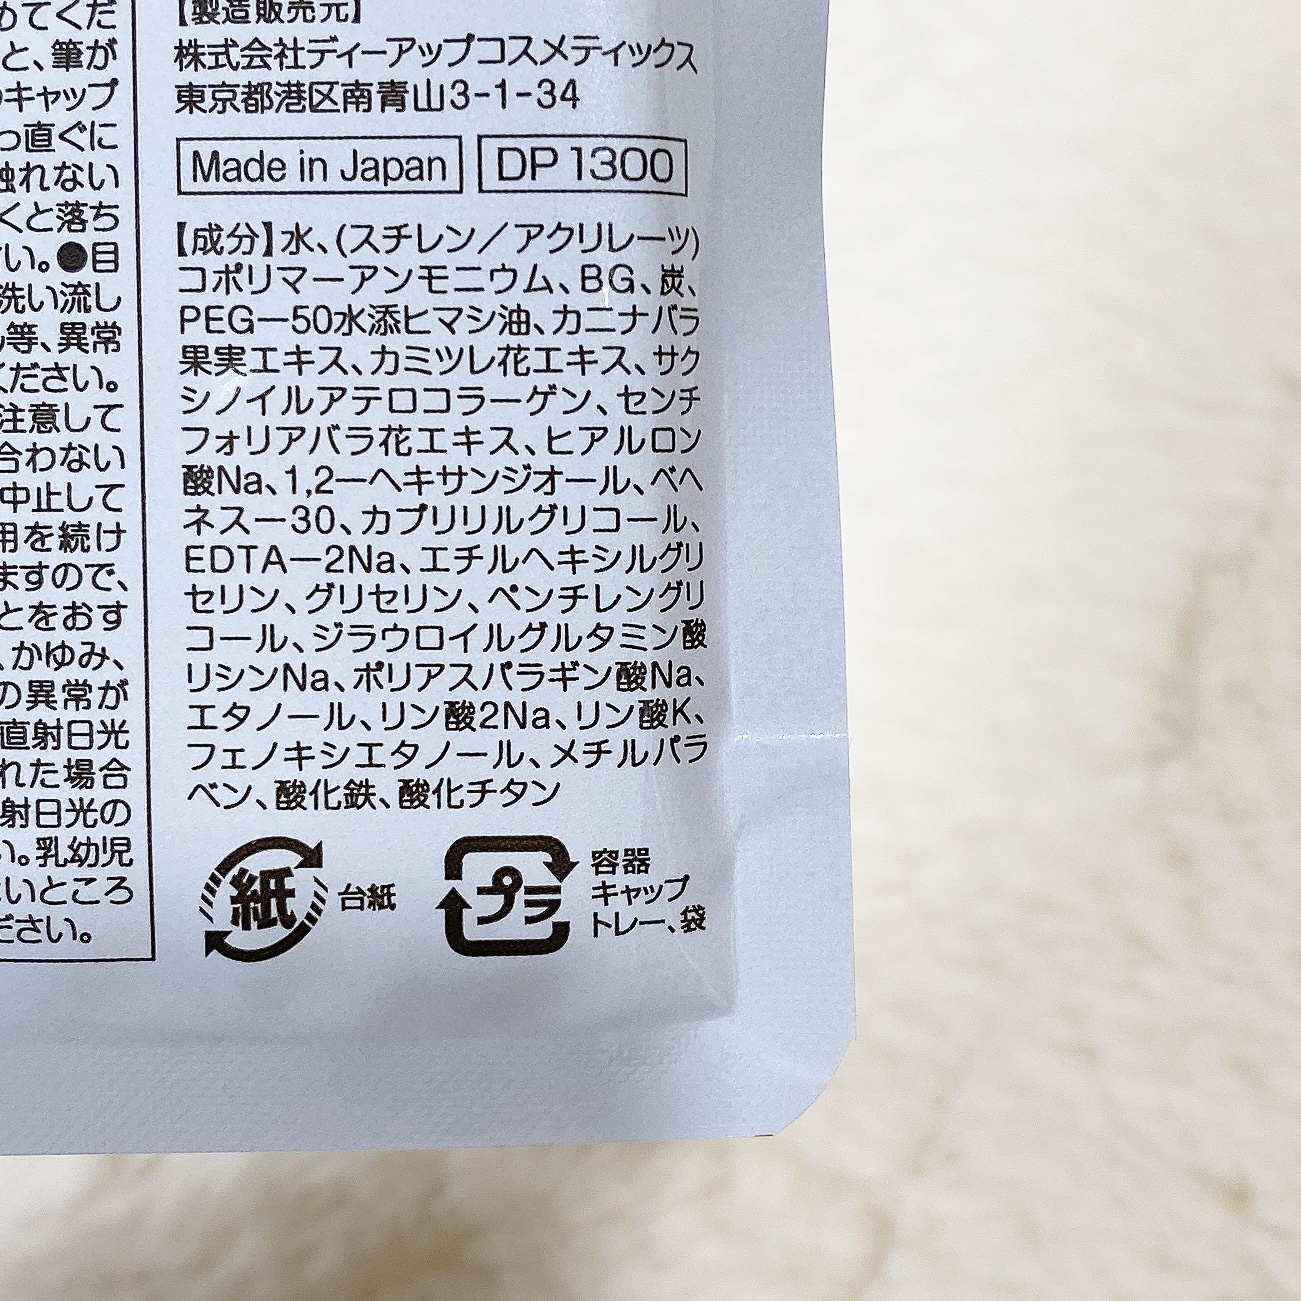 めてくだ
と、筆が
キャップ
っ直ぐに
触れない
くと落ち
い。●目
洗い流し
等、異常
ください。
注意して
合わない
中止して
用を続け
ますので、
とをおす
、かゆみ、
の異常が
直射日光
れた場合
射日光の
い。乳幼児
いところ
ださい。
【製造販売元】
株式会社ディーアップコスメティックス
東京都港区南青山3-1-34
Made in Japan DP 1300
【成分】水、(スチレン／アクリレーツ)
コポリマーアンモニウム、BG、炭、
PEGー50水添ヒマシ油、カニナバラ
果実エキス、カミツレ花エキス、サク
シノイルアテロコラーゲン、センチ
フォリアバラ花エキス、ヒアルロン
酸Na、1,2ーヘキサンジオール、ベヘ
ネスー30、カプリリルグリコール、
EDTAー2Na、エチルヘキシルグリ
セリン、グリセリン、ペンチレングリ
コール、ジラウロイルグルタミン酸
リシンNa、ポリアスパラギン酸Na、
エタノール、リン酸2Na、リン酸K、
フェノキシエタノール、メチルパラ
ベン、酸化鉄、酸化チタン
紙 台紙
プラ 容器
キャップ
トレー、袋